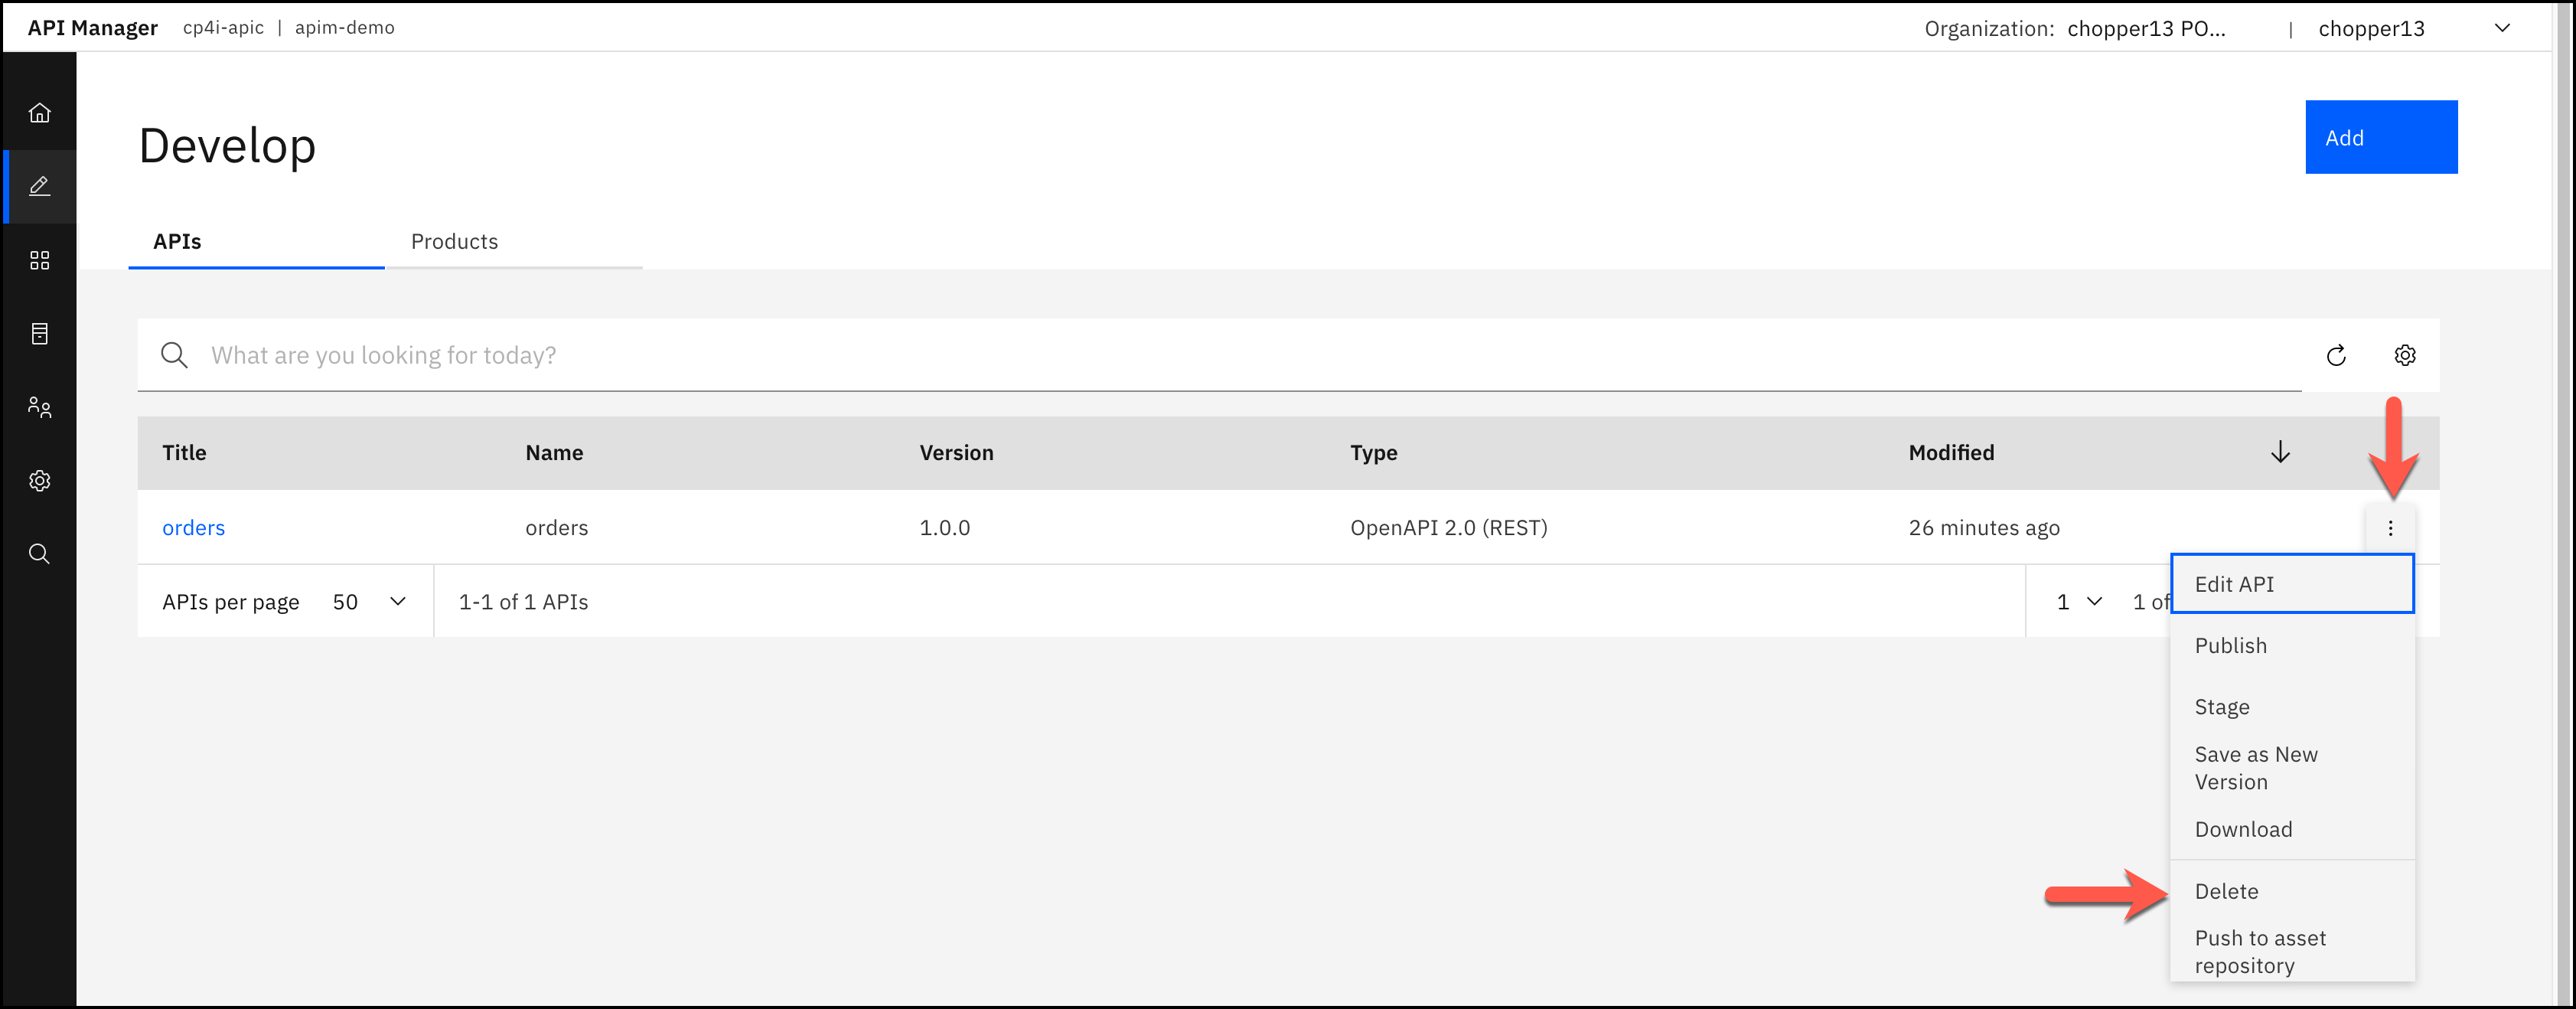 API Manager cp4i-apic | apim-demo Organization: chopper13 PO... | chopper13
Develop
Add
APIs Products
What are you looking for today?
Title Name Version Type Modified
orders orders 1.0.0 OpenAPI 2.0 (REST) 26 minutes ago
APIs per page 50 1-1 of 1 APIs 1 1 of
Edit API
Publish
Stage
Save as New
Version
Download
Delete
Push to asset
repository